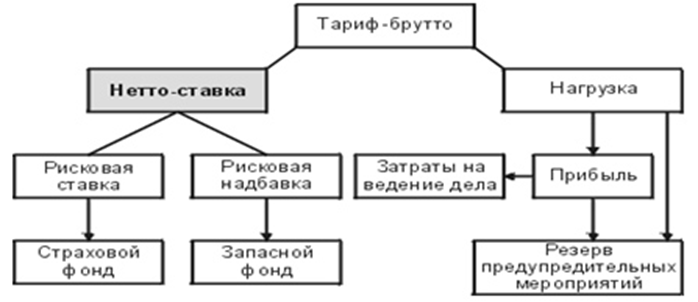 Тариф-брутто
Нетто-ставка
Нагрузка
Рисковая
ставка
Рисковая
надбавка
Затраты на
ведение дела
Прибыль
Страховой
фонд
Запасной
фонд
Резерв
предупредительных
мероприятий